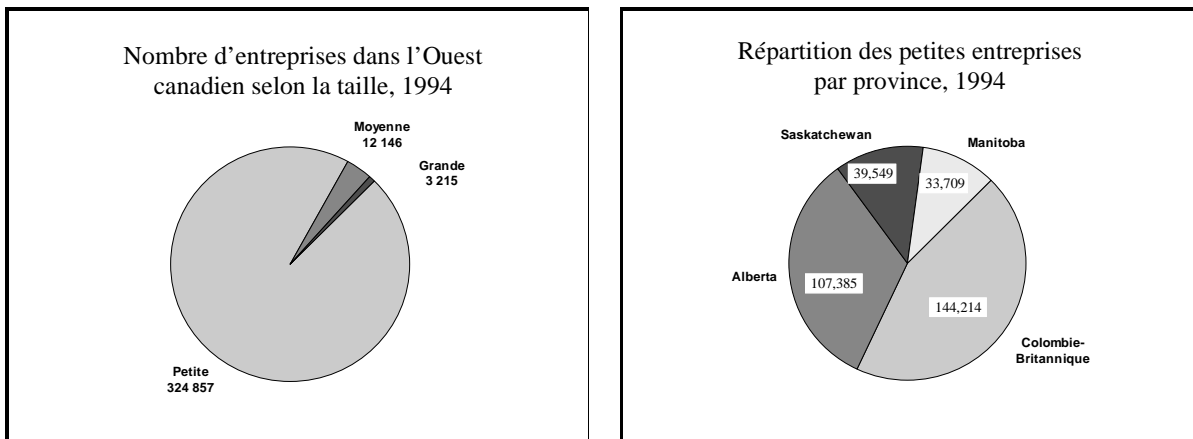 Nombre d’entreprises dans l’Ouest
canadien selon la taille, 1994
Moyenne
12 146
Grande
3 215
Petite
324 857
Répartition des petites entreprises
par province, 1994
Saskatchewan
Manitoba
39,549
33,709
Alberta
107,385
144,214
Colombie-
Britannique